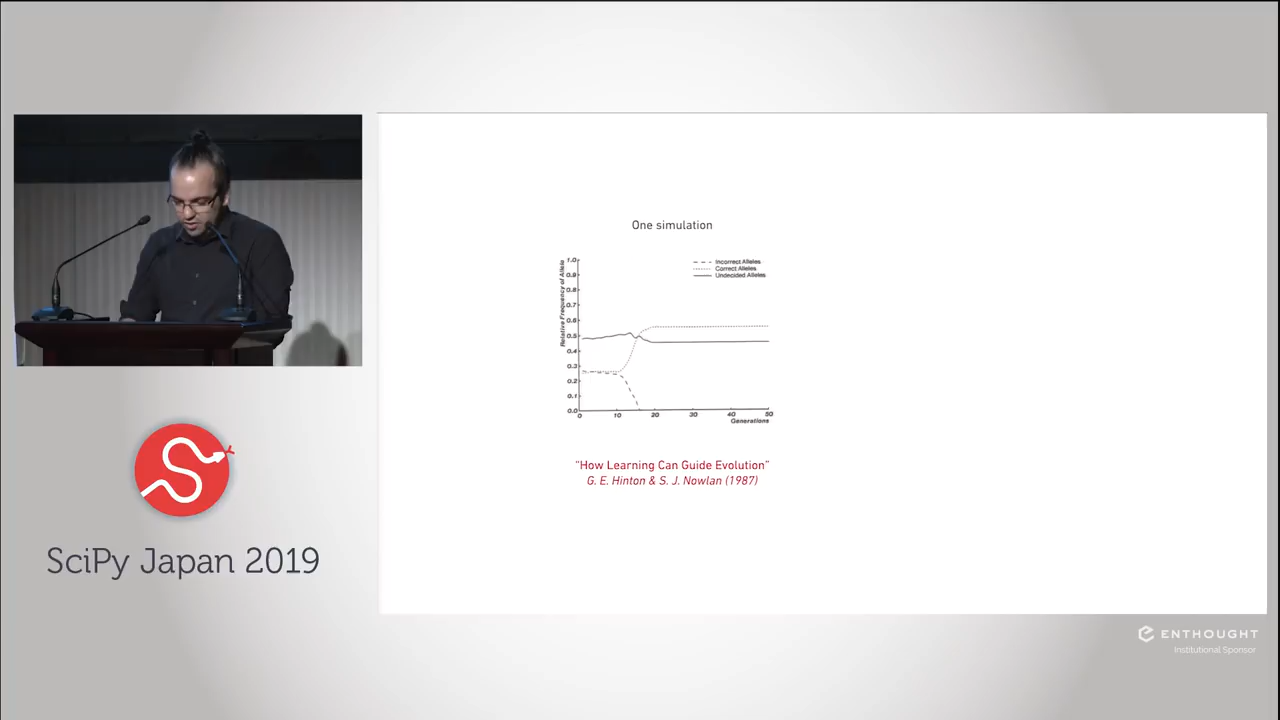 One simulation
Incorrect Alleles
Correct Alleles
Undecided Alleles
Relative Frequency of Allele
1.0
0.9
0.8
0.7
0.6
0.5
0.4
0.3
0.2
0.1
0.0
0 10 20 30 40 50
Generations
“How Learning Can Guide Evolution”
G. E. Hinton & S. J. Nowlan (1987)
SciPy Japan 2019
ENTHOUGHT
Institutional Sponsor